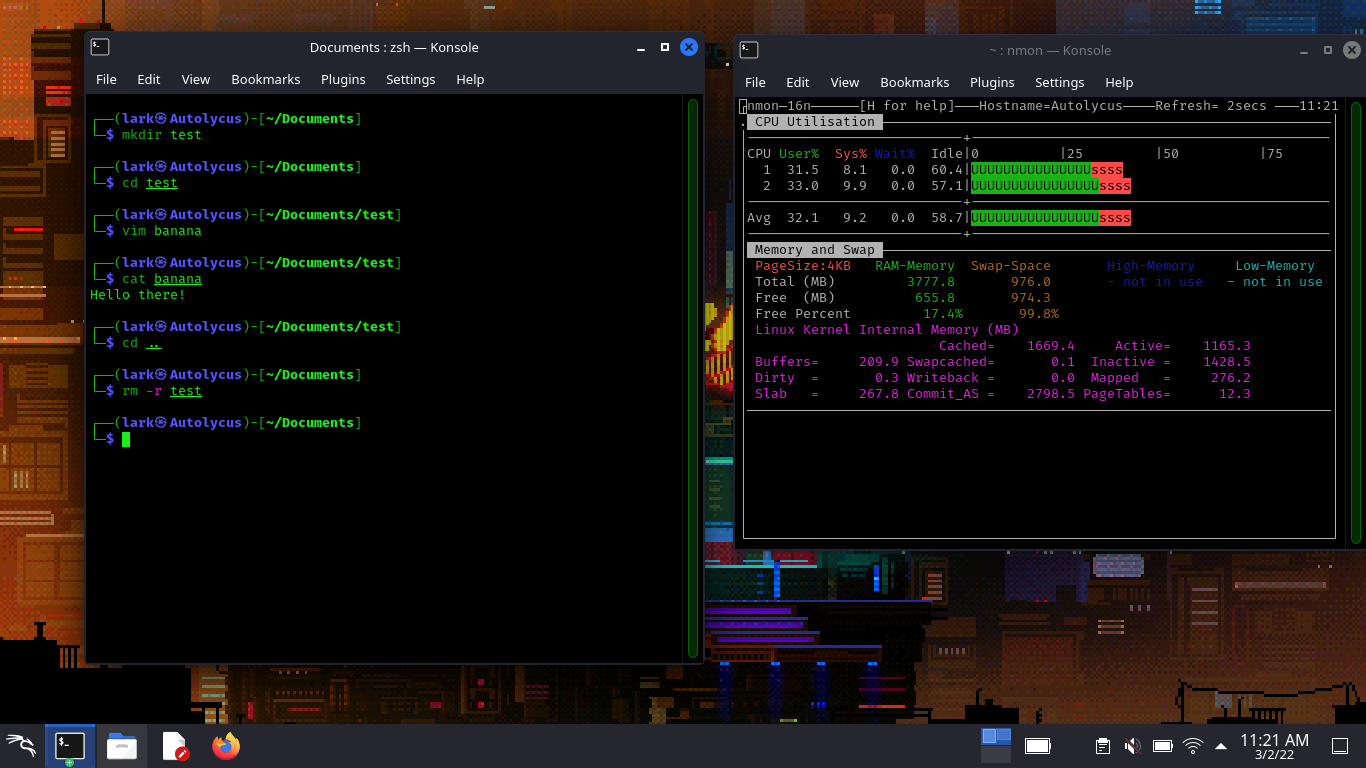 Documents : zsh — Konsole
File Edit View Bookmarks Plugins Settings Help
┌──(lark㉿Autolycus)-[~/Documents]
└─$ mkdir test
┌──(lark㉿Autolycus)-[~/Documents]
└─$ cd test
┌──(lark㉿Autolycus)-[~/Documents/test]
└─$ vim banana
┌──(lark㉿Autolycus)-[~/Documents/test]
└─$ cat banana
Hello there!
┌──(lark㉿Autolycus)-[~/Documents/test]
└─$ cd ..
┌──(lark㉿Autolycus)-[~/Documents]
└─$ rm -r test
┌──(lark㉿Autolycus)-[~/Documents]
└─$
~ : nmon — Konsole
File Edit View Bookmarks Plugins Settings Help
nmon─16n──────[H for help]───Hostname=Autolycus────Refresh= 2secs ───11:21
CPU Utilisation
CPU User% Sys% Wait% Idle|0 |25 |50 |75
1 31.5 8.1 0.0 60.4|UUUUUUUUUUUUUUUssss
2 33.0 9.9 0.0 57.1|UUUUUUUUUUUUUUUUssss
Avg 32.1 9.2 0.0 58.7|UUUUUUUUUUUUUUUUssss
Memory and Swap
PageSize:4KB RAM-Memory Swap-Space High-Memory Low-Memory
Total (MB) 3777.8 976.0 - not in use - not in use
Free (MB) 655.8 974.3
Free Percent 17.4% 99.8%
Linux Kernel Internal Memory (MB)
Cached= 1669.4 Active= 1165.3
Buffers= 209.9 Swapcached= 0.1 Inactive = 1428.5
Dirty = 0.3 Writeback = 0.0 Mapped = 276.2
Slab = 267.8 Commit_AS = 2798.5 PageTables= 12.3
11:21 AM
3/2/22